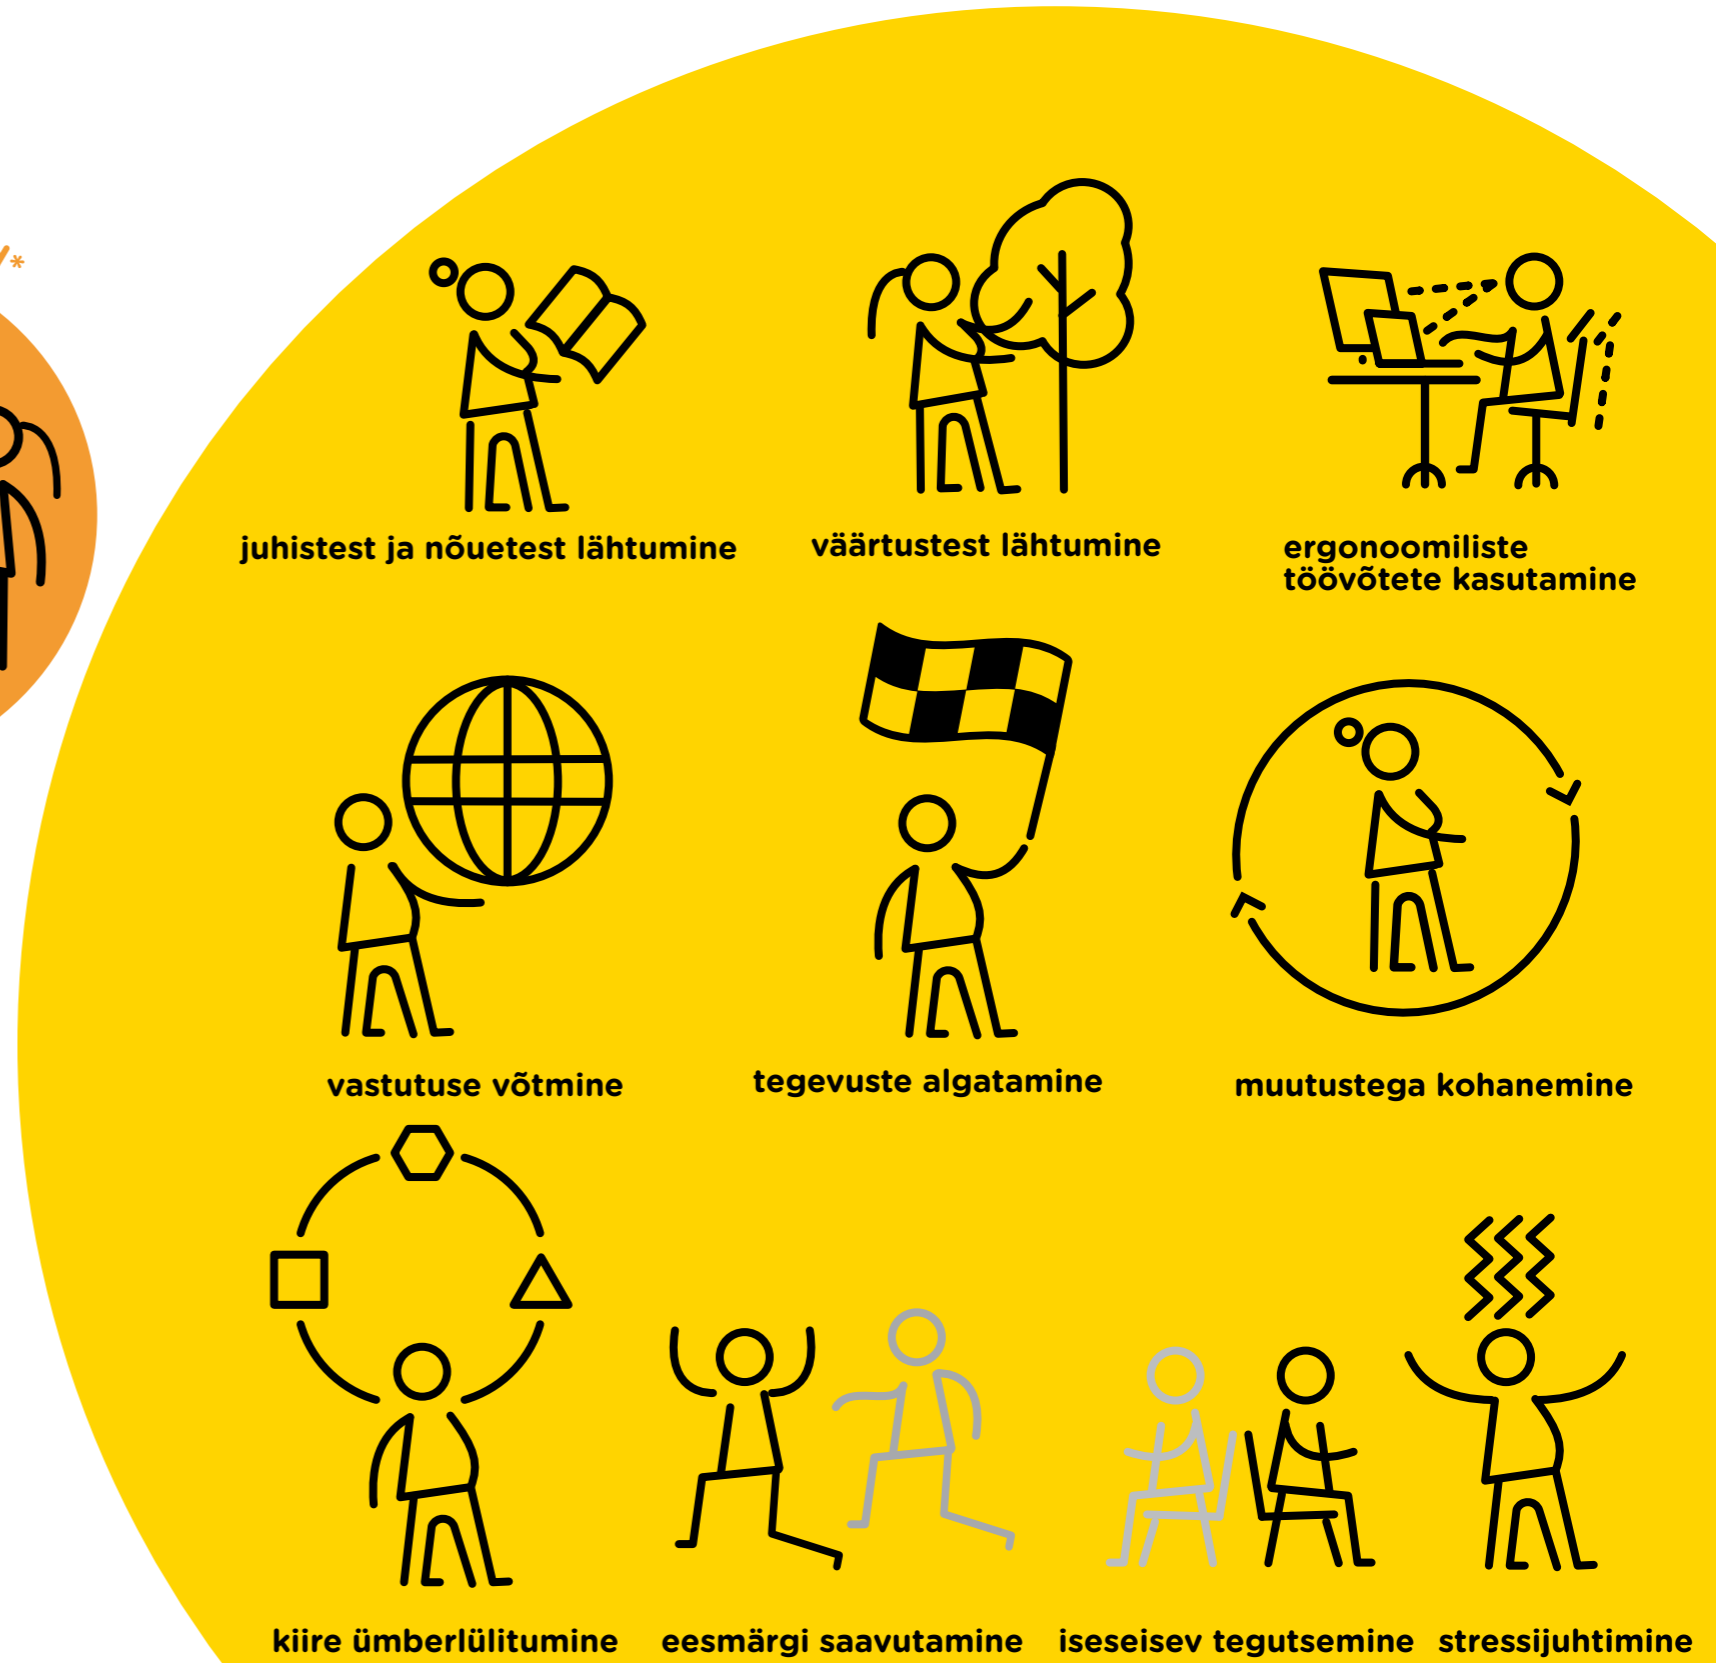 juhistest ja nõuetest lähtumine
väärtustest lähtumine
ergonoomiliste
töövõtete kasutamine
vastutuse võtmine
tegevuste algatamine
muutustega kohanemine
kiire ümberlülitumine
eesmärgi saavutamine
iseseisev tegutsemine
stressijuhtimine